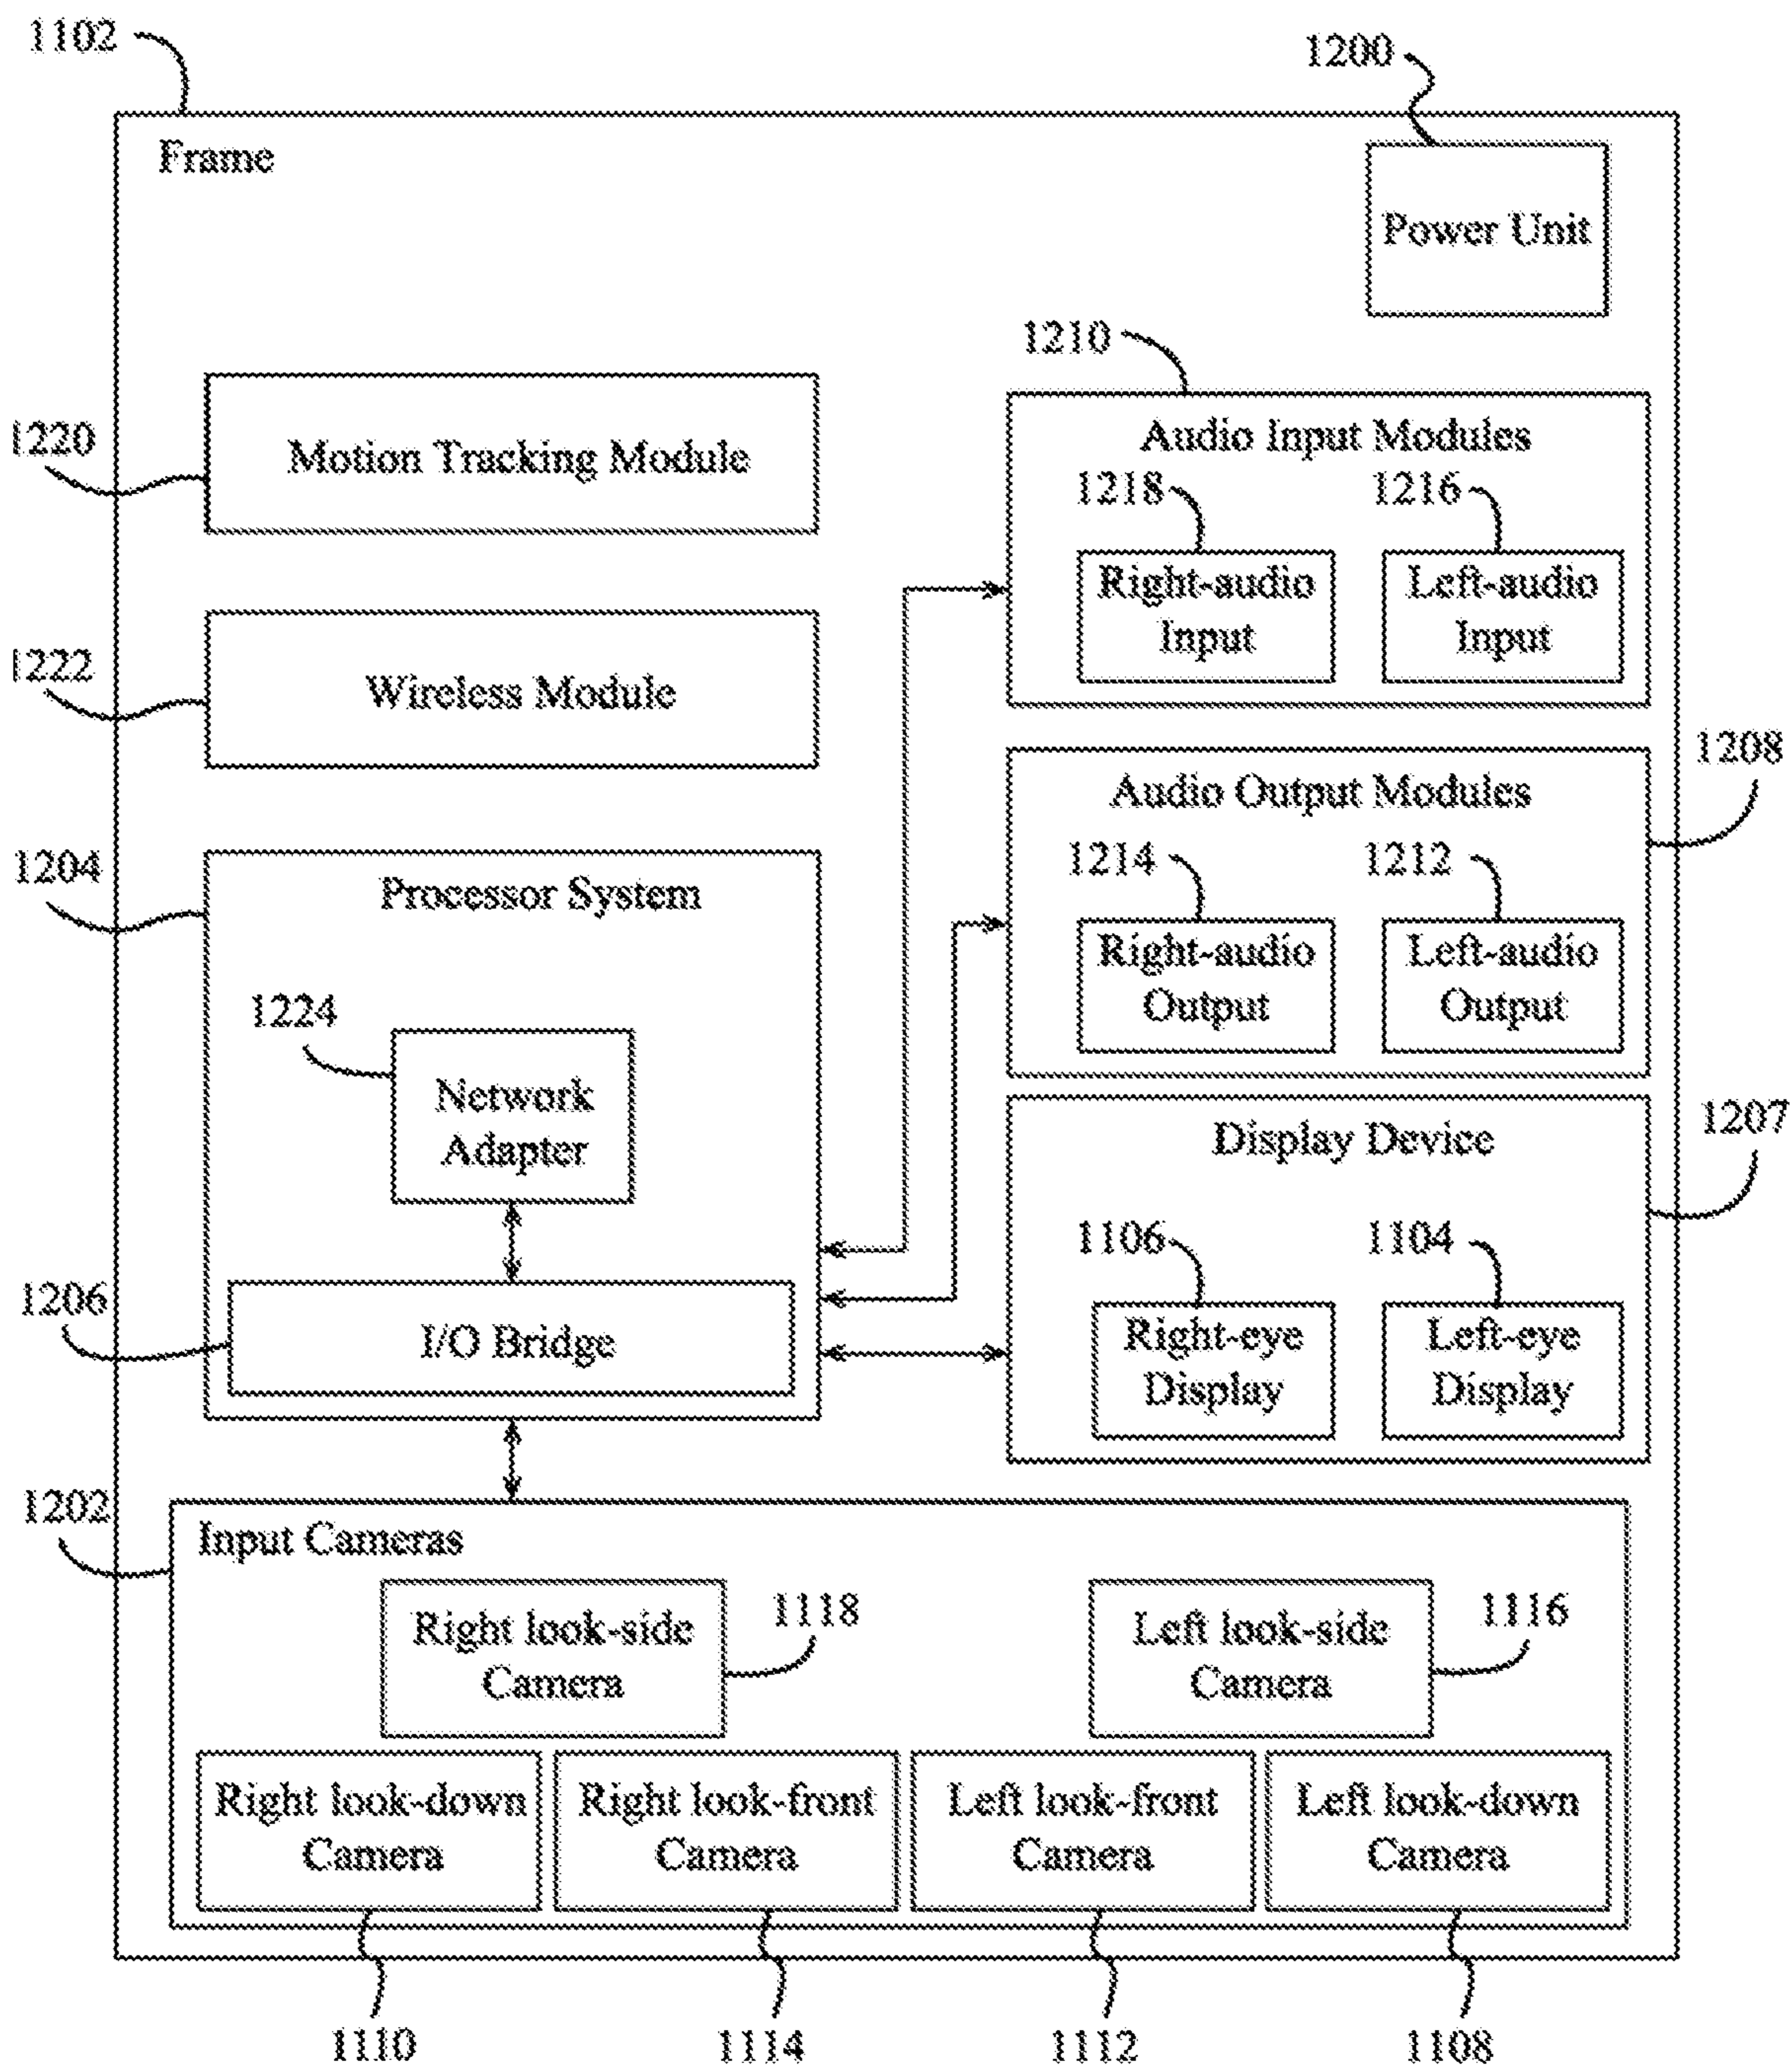 1102
1200
Frame
Power Unit
1210
1220
Motion Tracking Module
Audio Input Modules
1218
1216
Right-audio
Input
Left-audio
Input
1222
Wireless Module
1208
Audio Output Modules
1204
Processor System
1214
1212
Right-audio
Output
Left-audio
Output
1224
Network
Adapter
1207
Display Device
1106
1104
1206
I/O Bridge
Right-eye
Display
Left-eye
Display
1202
Input Cameras
Right look-side
Camera
1118
Left look-side
Camera
1116
Right look-down
Camera
Right look-front
Camera
Left look-front
Camera
Left look-down
Camera
1110
1114
1112
1108